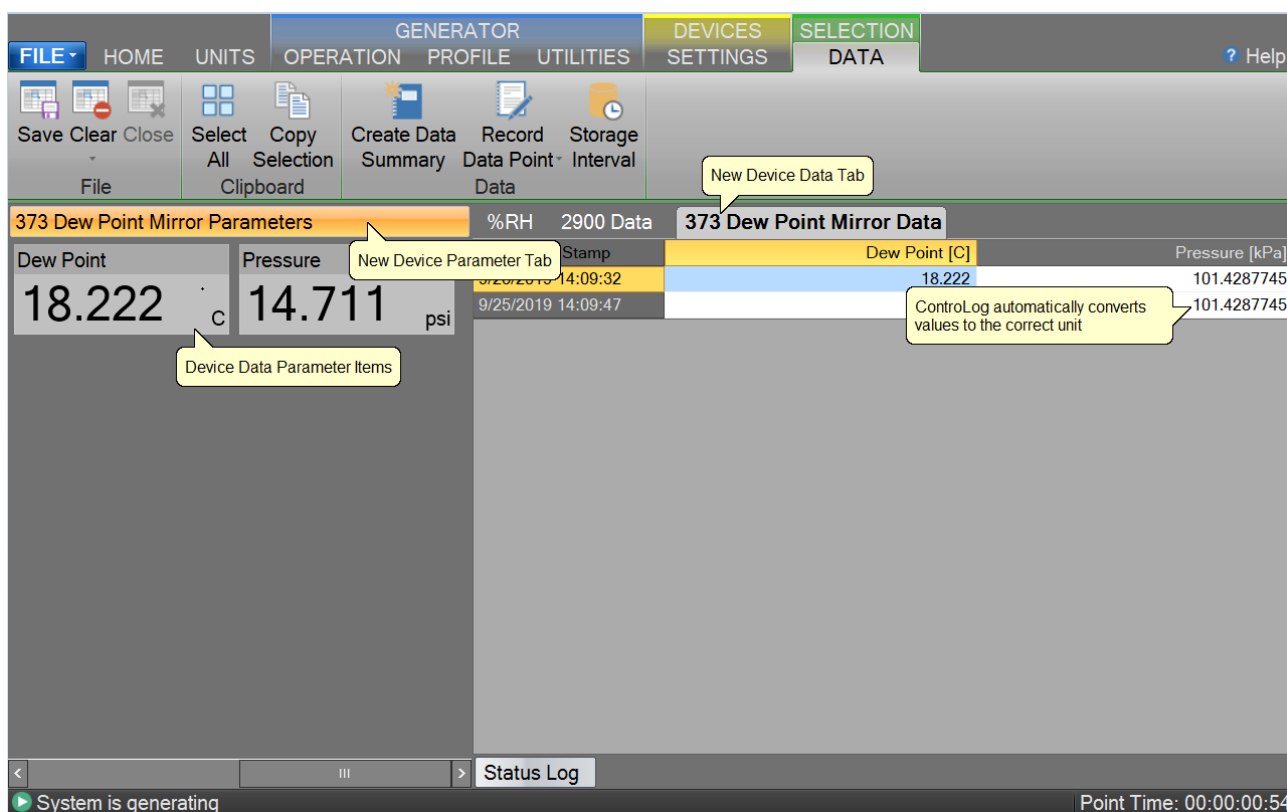 GENERATOR DEVICES SELECTION
FILE HOME UNITS OPERATION PROFILE UTILITIES SETTINGS DATA ? Help
Save Clear Close Select All Copy Selection Create Data Summary Record Data Point Storage Interval
File Clipboard Data
New Device Data Tab
373 Dew Point Mirror Parameters %RH 2900 Data 373 Dew Point Mirror Data
New Device Parameter Tab
Stamp Dew Point [C] Pressure [kPa]
Dew Point Pressure
14:09:32 18.222 101.4287745
9/25/2019 14:09:47 101.4287745
18.222 C 14.711 psi
ControLog automatically converts
values to the correct unit
Device Data Parameter Items
Status Log
System is generating Point Time: 00:00:00:54